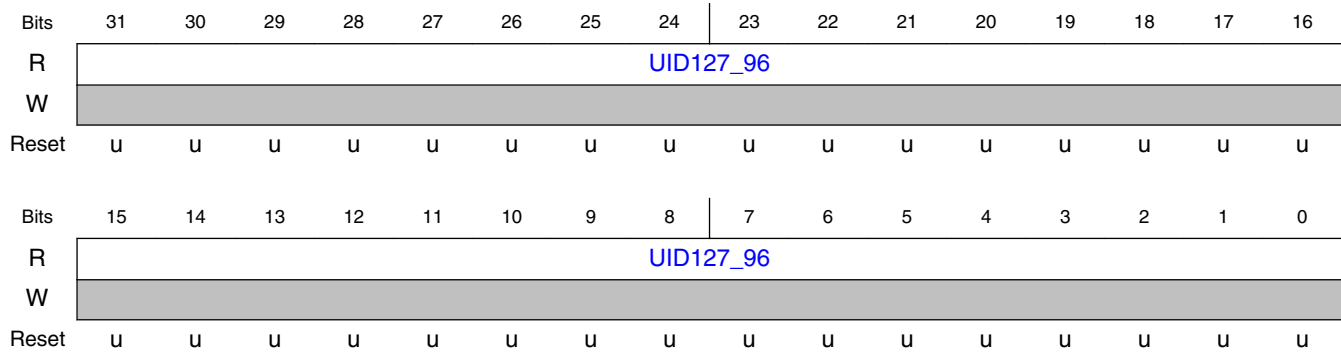 Bits 31 30 29 28 27 26 25 24 23 22 21 20 19 18 17 16
R UID127_96
W
Reset u u u u u u u u u u u u u u u u
Bits 15 14 13 12 11 10 9 8 7 6 5 4 3 2 1 0
R UID127_96
W
Reset u u u u u u u u u u u u u u u u